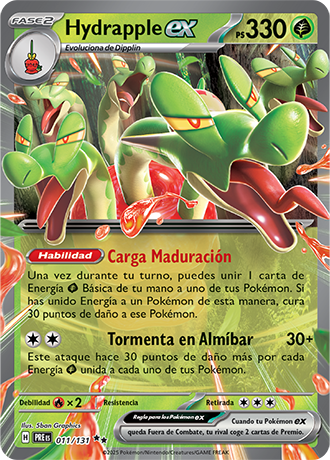 FASE 2
Hydrapple ex
PS 330
Evoluciona de Dipplin
Habilidad Carga Maduración
Una vez durante tu turno, puedes unir 1 carta de
Energía Básica de tu mano a uno de tus Pokémon. Si
has unido Energía a un Pokémon de esta manera, cura
30 puntos de daño a ese Pokémon.
Tormenta en Almíbar 30+
Este ataque hace 30 puntos de daño más por cada
Energía unida a cada uno de tus Pokémon.
Debilidad ×2 Resistencia Retirada
Ilus. 5ban Graphics
Regla para los Pokémon ex
Cuando tu Pokémon ex
queda Fuera de Combate, tu rival coge 2 cartas de Premio.
H PRE ES 011/131
©2025 Pokémon/Nintendo/Creatures/GAME FREAK